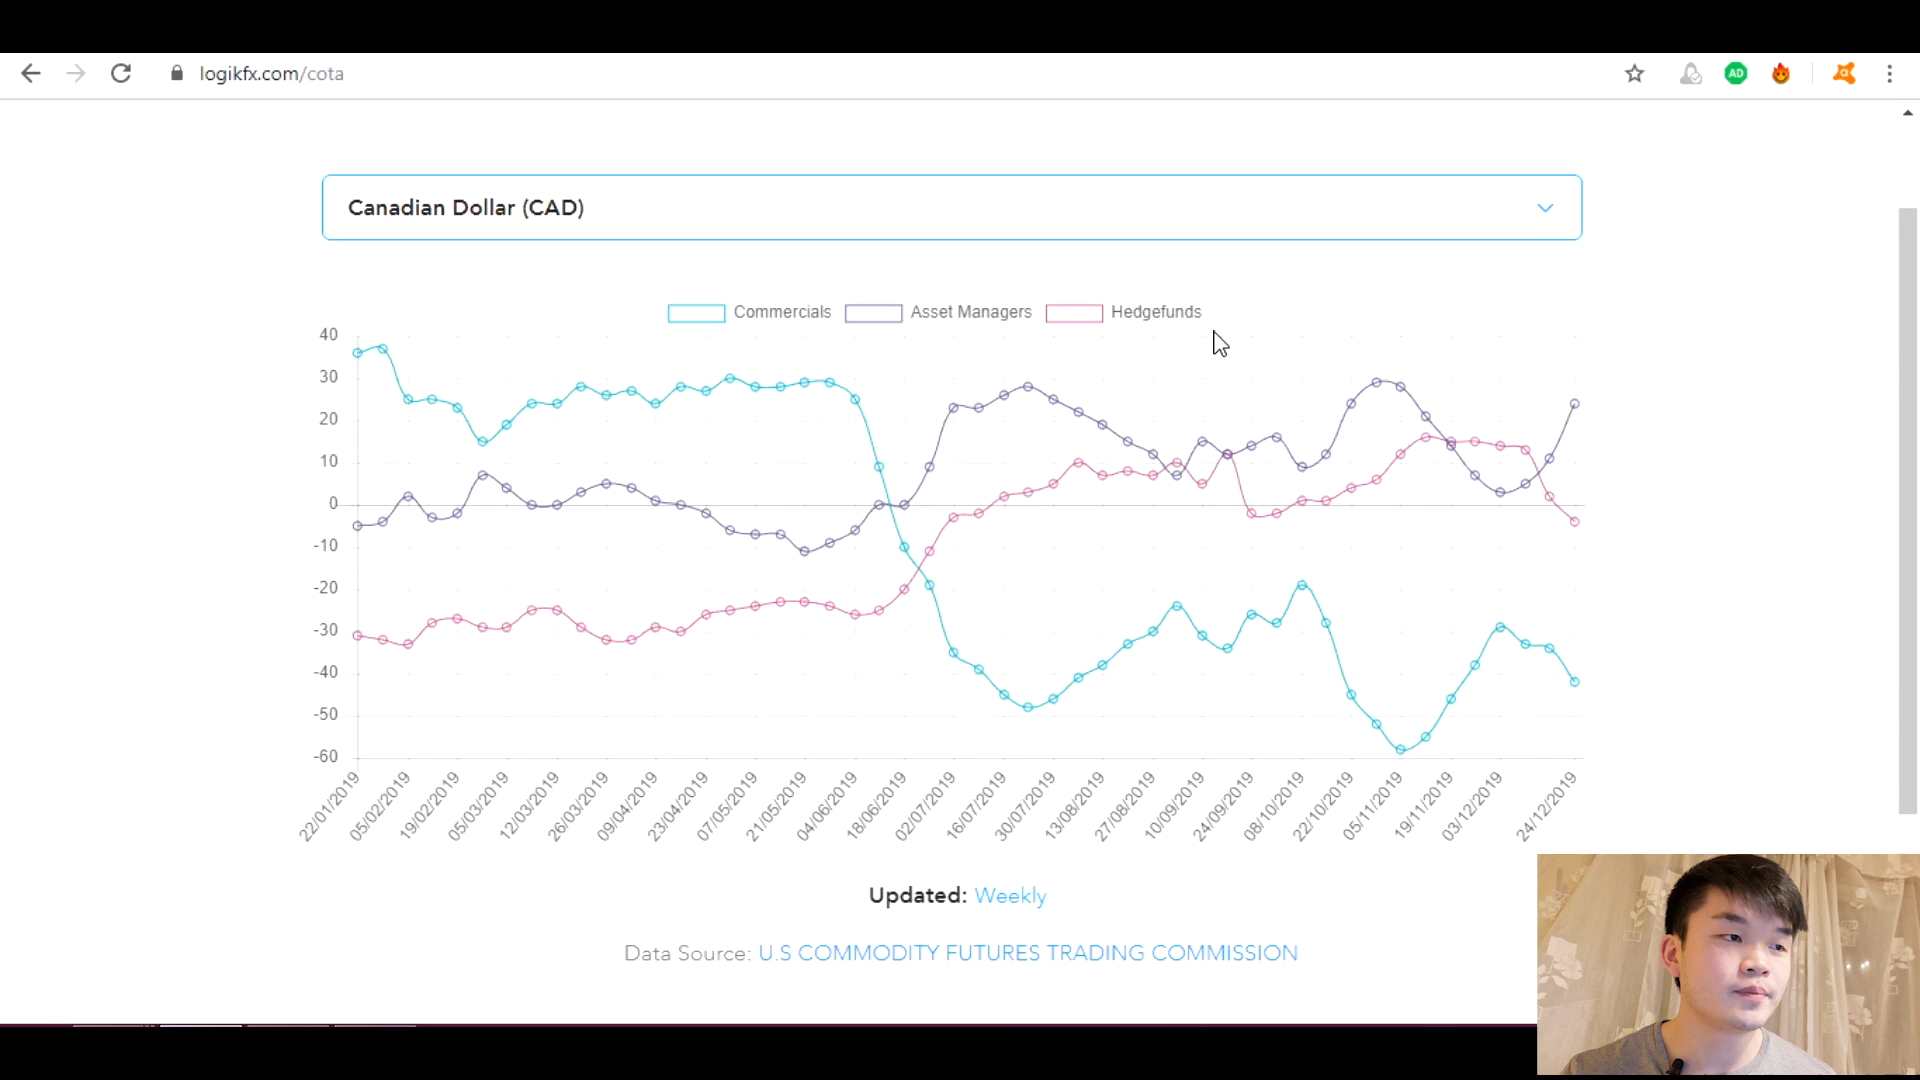 logikfx.com/cota
AD
Canadian Dollar (CAD)
Commercials Asset Managers Hedgefunds
40
30
20
10
0
-10
-20
-30
-40
-50
-60
22/01/2019 05/02/2019 19/02/2019 05/03/2019 12/03/2019 26/03/2019 09/04/2019 23/04/2019 07/05/2019 21/05/2019 04/06/2019 18/06/2019 02/07/2019 16/07/2019 30/07/2019 13/08/2019 27/08/2019 10/09/2019 24/09/2019 08/10/2019 22/10/2019 05/11/2019 19/11/2019 03/12/2019 24/12/2019
Updated: Weekly
Data Source: U.S COMMODITY FUTURES TRADING COMMISSION